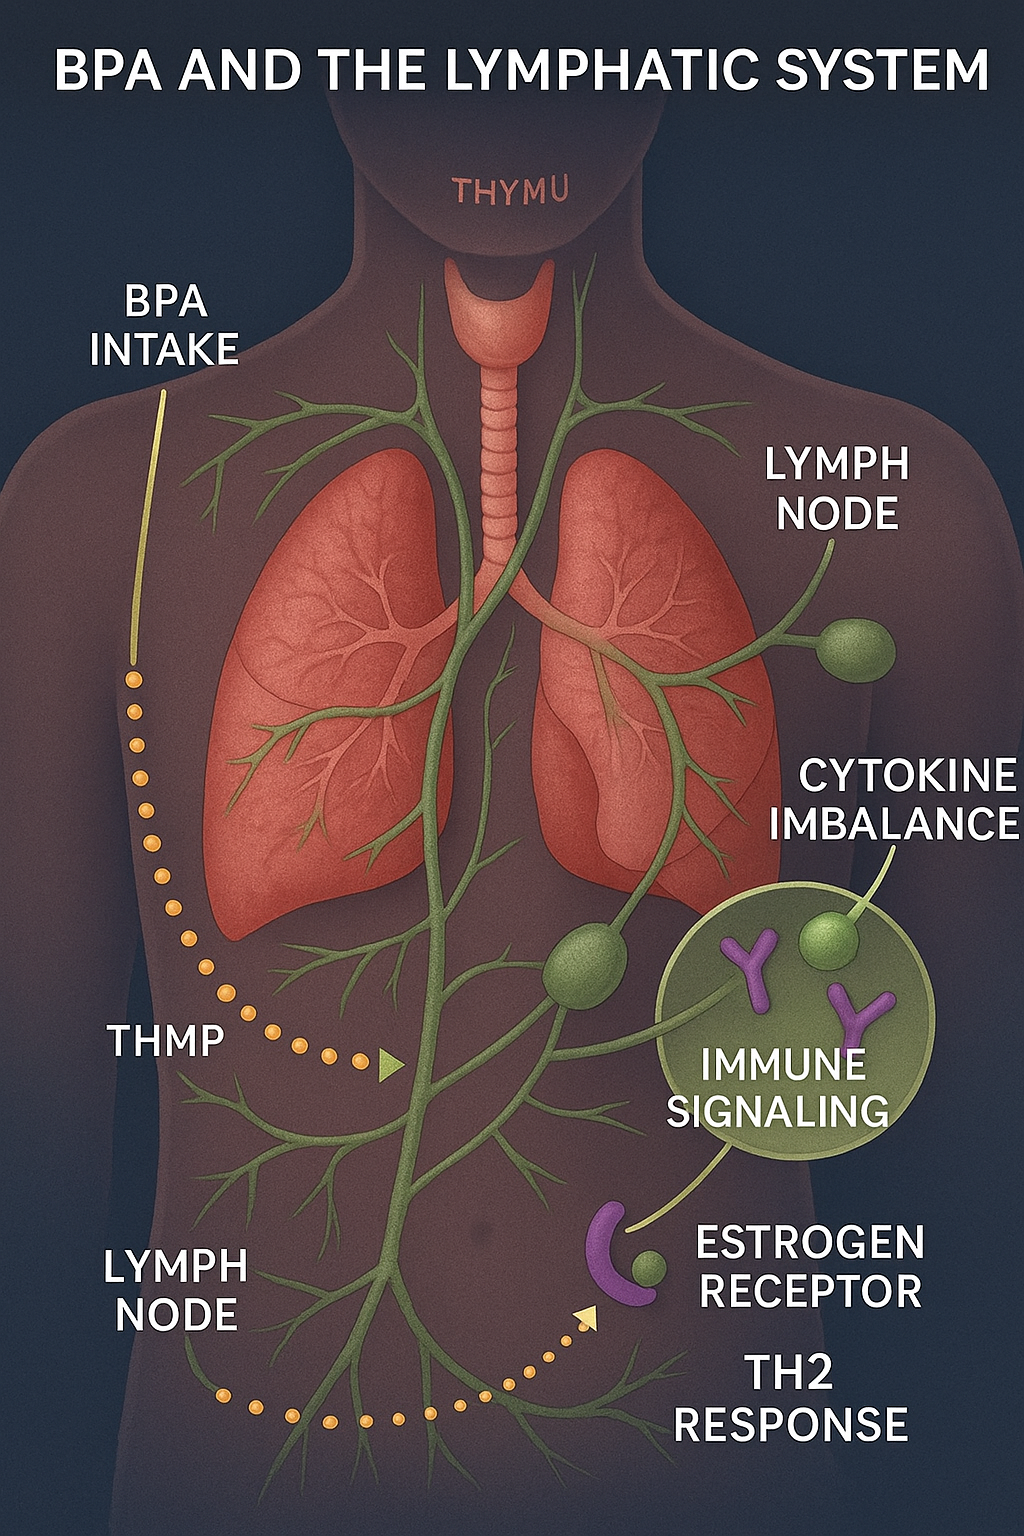 BPA AND THE LYMPHATIC SYSTEM
THYMU
BPA
INTAKE
LYMPH
NODE
CYTOKINE
IMBALANCE
THMP
IMMUNE
SIGNALING
LYMPH
NODE
ESTROGEN
RECEPTOR
TH2
RESPONSE